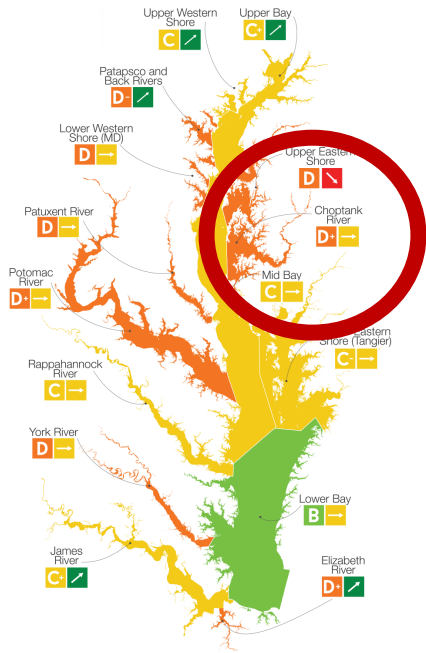 Upper Western
Shore
C+
Upper Bay
C+
Patapsco and
Back Rivers
D-
Lower Western
Shore (MD)
D
Upper Eastern
Shore
D
Patuxent River
D
Choptank
River
D+
Potomac
River
D+
Mid Bay
C
Eastern
Shore (Tangier)
C-
Rappahannock
River
C
York River
D
Lower Bay
B
James
River
C+
Elizabeth
River
D+